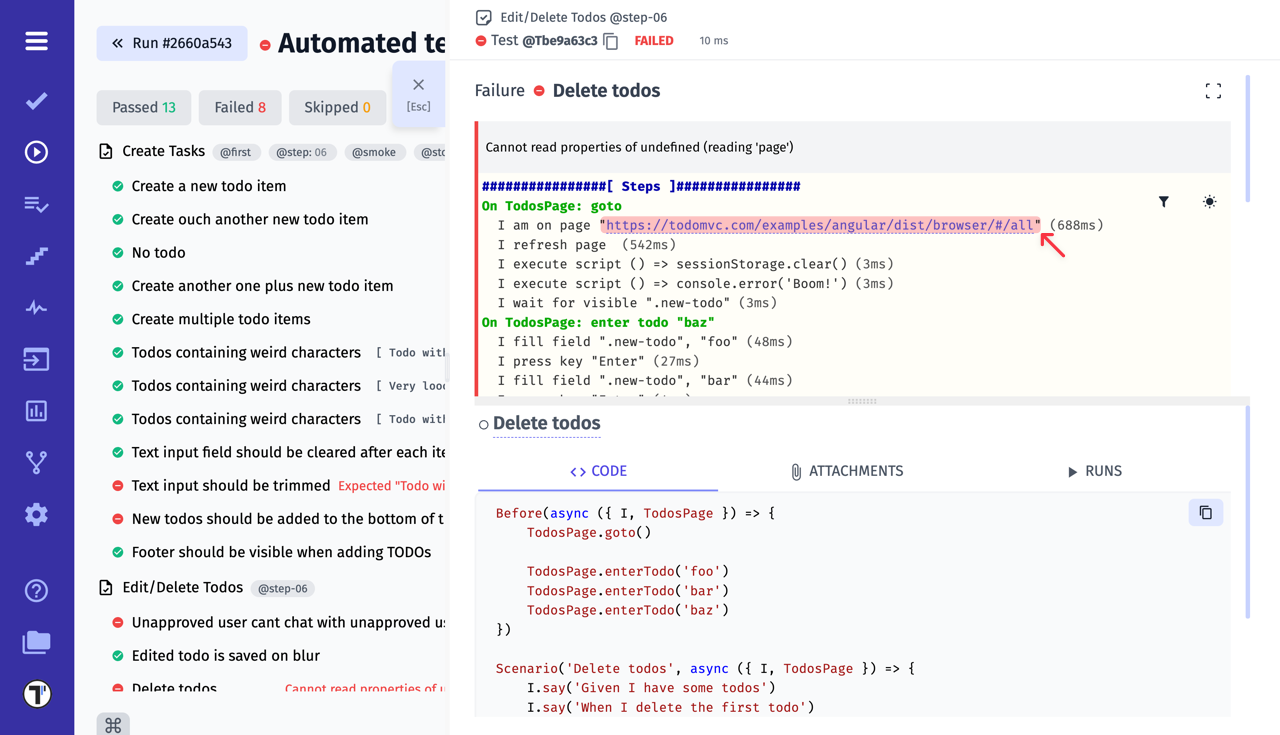 Run #2660a543
Automated te
Passed 13
Failed 8
Skipped 0
[Esc]
Create Tasks @first @step: 06 @smoke @sto
Create a new todo item
Create ouch another new todo item
No todo
Create another one plus new todo item
Create multiple todo items
Todos containing weird characters [ Todo with
Todos containing weird characters [ Very looo
Todos containing weird characters [ Todo with
Text input field should be cleared after each ite
Text input should be trimmed Expected "Todo wi
New todos should be added to the bottom of t
Footer should be visible when adding TODOs
Edit/Delete Todos @step-06
Unapproved user cant chat with unapproved us
Edited todo is saved on blur
Delete todos Cannot read properties of u
⌘
Edit/Delete Todos @step-06
Test @Tbe9a63c3 FAILED 10 ms
Failure Delete todos
Cannot read properties of undefined (reading 'page')
################[ Steps ]################
On TodosPage: goto
I am on page "https://todomvc.com/examples/angular/dist/browser/#/all" (688ms)
I refresh page (542ms)
I execute script () => sessionStorage.clear() (3ms)
I execute script () => console.error('Boom!') (3ms)
I wait for visible ".new-todo" (3ms)
On TodosPage: enter todo "baz"
I fill field ".new-todo", "foo" (48ms)
I press key "Enter" (27ms)
I fill field ".new-todo", "bar" (44ms)
Delete todos
CODE
ATTACHMENTS
RUNS
Before(async ({ I, TodosPage }) => {
TodosPage.goto()
TodosPage.enterTodo('foo')
TodosPage.enterTodo('bar')
TodosPage.enterTodo('baz')
})
Scenario('Delete todos', async ({ I, TodosPage }) => {
I.say('Given I have some todos')
I.say('When I delete the first todo')